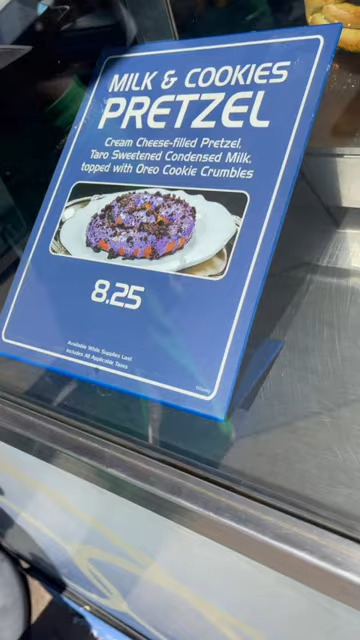 MILK & COOKIES
PRETZEL
Cream Cheese-filled Pretzel,
Taro Sweetened Condensed Milk,
topped with Oreo Cookie Crumbles
8.25
Available While Supplies Last
Includes All Applicable Taxes